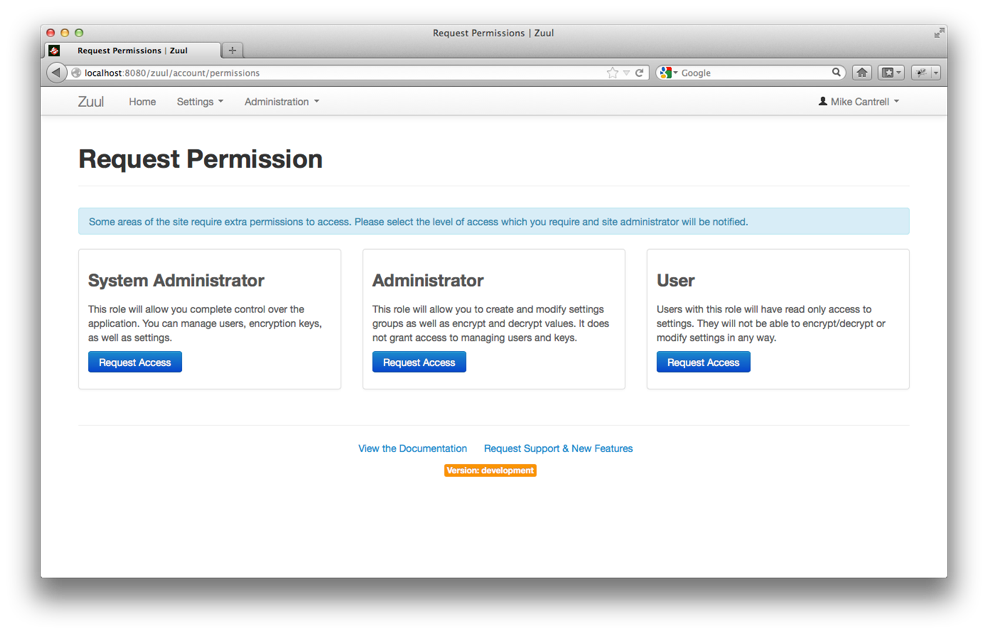 Request Permissions | Zuul
Request Permissions | Zuul
localhost:8080/zuul/account/permissions
Google
Zuul Home Settings Administration Mike Cantrell
Request Permission
Some areas of the site require extra permissions to access. Please select the level of access which you require and site administrator will be notified.
System Administrator
This role will allow you complete control over the
application. You can manage users, encryption keys,
as well as settings.
Request Access
Administrator
This role will allow you to create and modify settings
groups as well as encrypt and decrypt values. It does
not grant access to managing users and keys.
Request Access
User
Users with this role will have read only access to
settings. They will not be able to encrypt/decrypt or
modify settings in any way.
Request Access
View the Documentation Request Support & New Features
Version: development